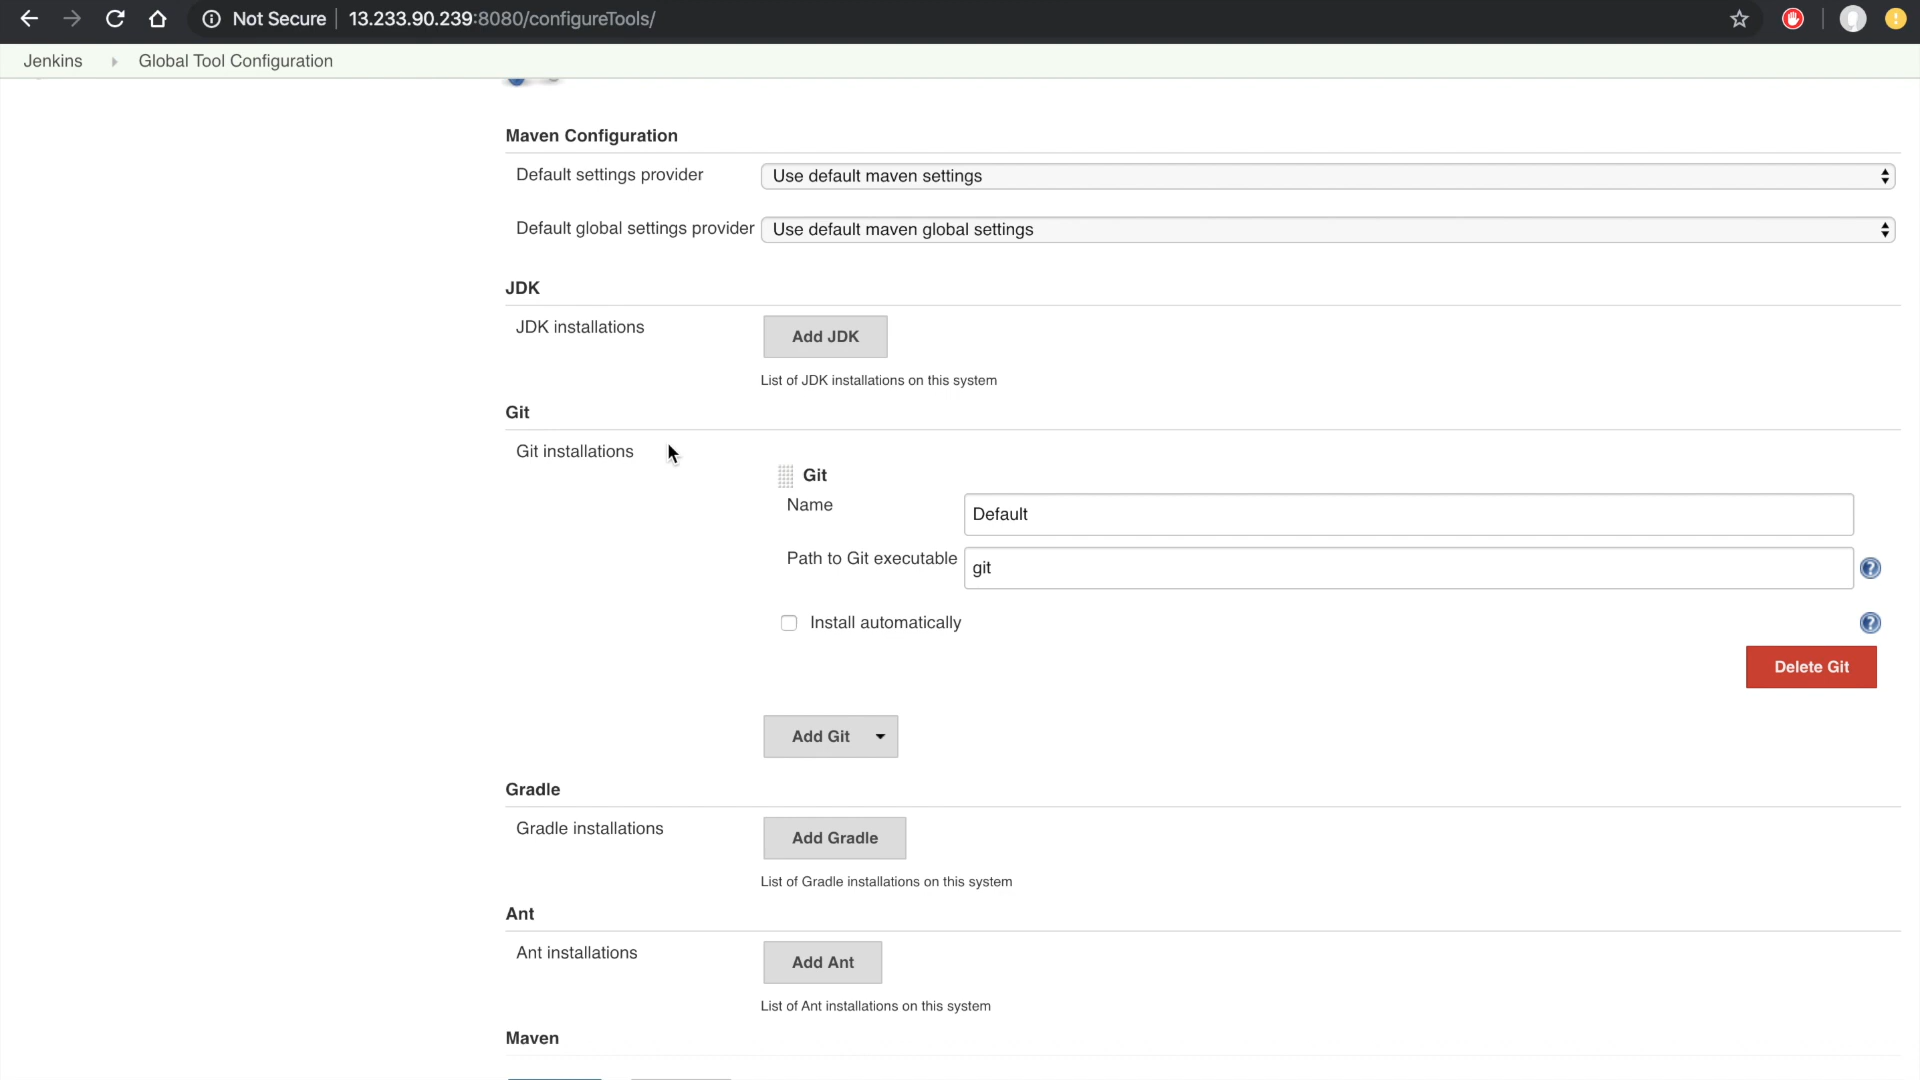 Not Secure | 13.233.90.239:8080/configureTools/
Jenkins Global Tool Configuration
Maven Configuration
Default settings provider Use default maven settings
Default global settings provider Use default maven global settings
JDK
JDK installations Add JDK
List of JDK installations on this system
Git
Git installations
Git
Name Default
Path to Git executable git ?
Install automatically ?
Delete Git
Add Git
Gradle
Gradle installations Add Gradle
List of Gradle installations on this system
Ant
Ant installations Add Ant
List of Ant installations on this system
Maven